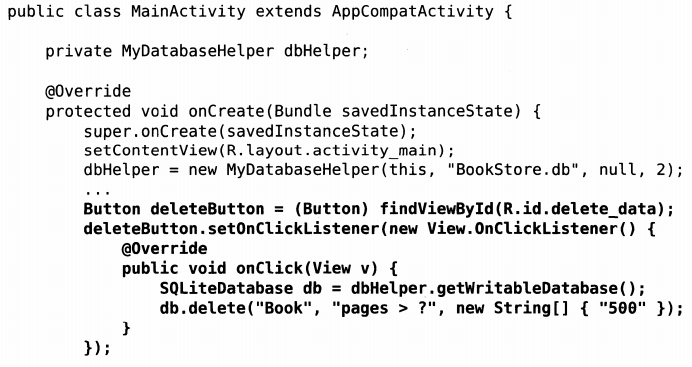 public class MainActivity extends AppCompatActivity {
private MyDatabaseHelper dbHelper;
@Override
protected void onCreate(Bundle savedInstanceState) {
super.onCreate(savedInstanceState);
setContentView(R.layout.activity_main);
dbHelper = new MyDatabaseHelper(this, "BookStore.db", null, 2);
...
Button deleteButton = (Button) findViewById(R.id.delete_data);
deleteButton.setOnClickListener(new View.OnClickListener() {
@Override
public void onClick(View v) {
SQLiteDatabase db = dbHelper.getWritableDatabase();
db.delete("Book", "pages > ?", new String[] { "500" });
}
});